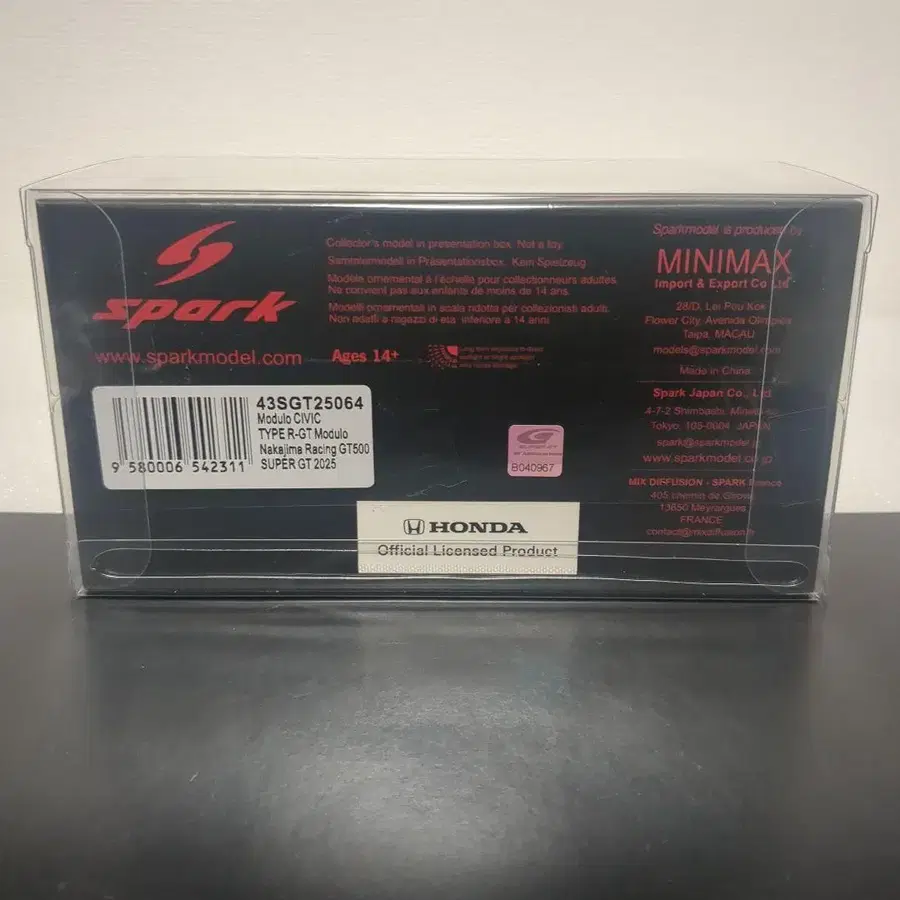 spark
www.sparkmodel.com
Collector's model in presentation box. Not a toy.
Sammlermodell in Präsentationsbox. Kein Spielzeug
Modèle ornamental à l'échelle pour collectionneurs adultes.
Ne convient pas aux enfants de moins de 14 ans.
Modelli ornamentali in scala ridotta per collezionisti adulti.
Non adatti a ragazzi di eta' inferiore a 14 anni
Ages 14+
Sparkmodel is produced by
MINIMAX
Import & Export Co Ltd
28/D, Lei Pou Kok
Flower City, Avenida Olimpica
Taipa, MACAU
models@sparkmodel.com
Made in China
Spark Japan Co., Ltd
4-7-2 Shimbashi, Minato-ku
Tokyo, 105-0004, JAPAN
spark@sparkmodel
www.sparkmodel.co.jp
MIX DIFFUSION - SPARK France
405 chemin de
13650 Meyrargues
FRANCE
contact@mixdiffusion.fr
43SGT25064
Modulo CIVIC
TYPE R-GT Modulo
Nakajima Racing GT500
SUPER GT 2025
9 580006 542311
B040967
HONDA
Official Licensed Product